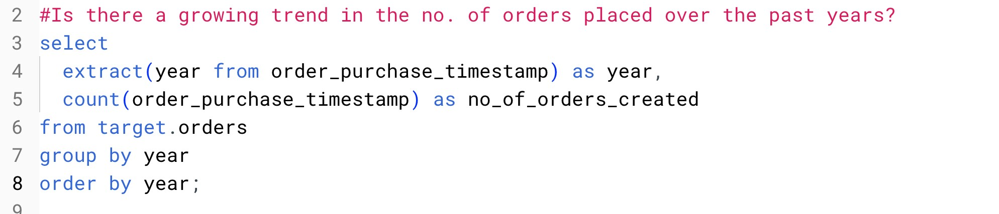 2 #Is there a growing trend in the no. of orders placed over the past years?
3 select
4 extract(year from order_purchase_timestamp) as year,
5 count(order_purchase_timestamp) as no_of_orders_created
6 from target.orders
7 group by year
8 order by year;
9